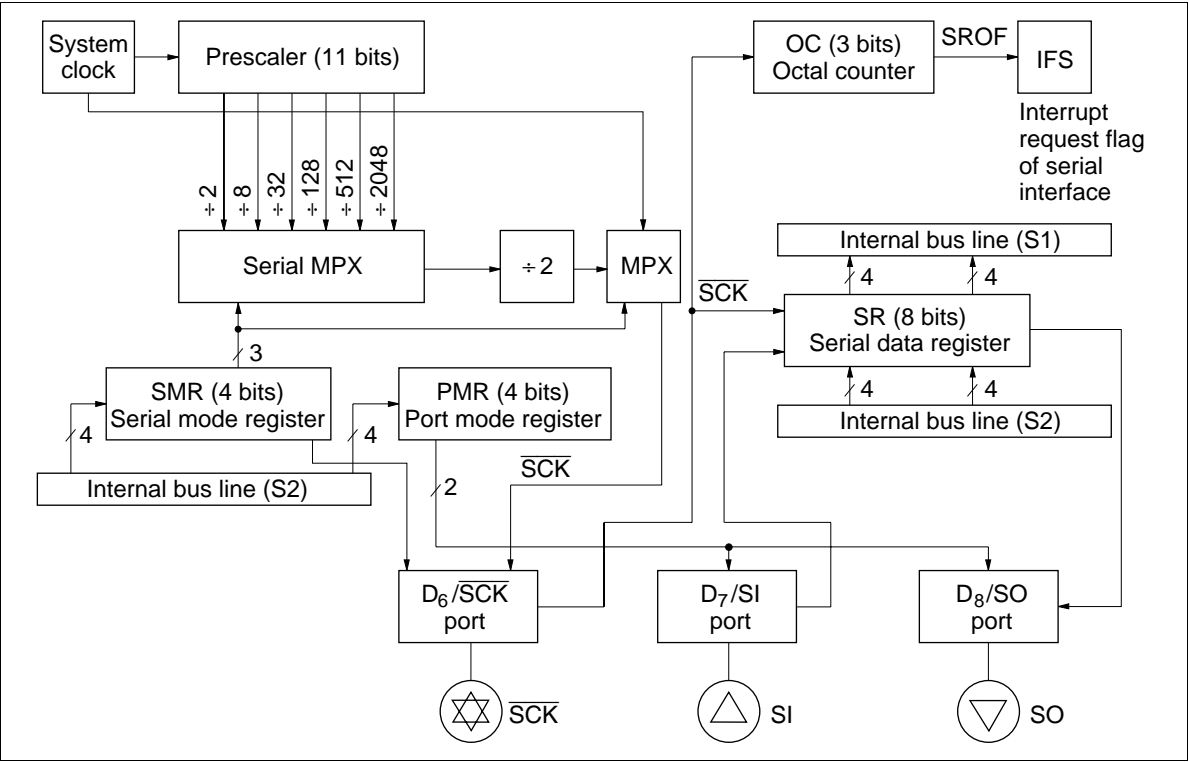 System
clock
Prescaler (11 bits)
OC (3 bits)
Octal counter
SROF
IFS
Interrupt
request flag
of serial
interface
÷2
÷8
÷32
÷128
÷512
÷2048
Serial MPX
÷2
MPX
Internal bus line (S1)
4
4
S̅C̅K̅
SR (8 bits)
Serial data register
4
4
Internal bus line (S2)
3
SMR (4 bits)
Serial mode register
PMR (4 bits)
Port mode register
4
4
2
S̅C̅K̅
Internal bus line (S2)
D₆/S̅C̅K̅
port
D₇/SI
port
D₈/SO
port
S̅C̅K̅
SI
SO